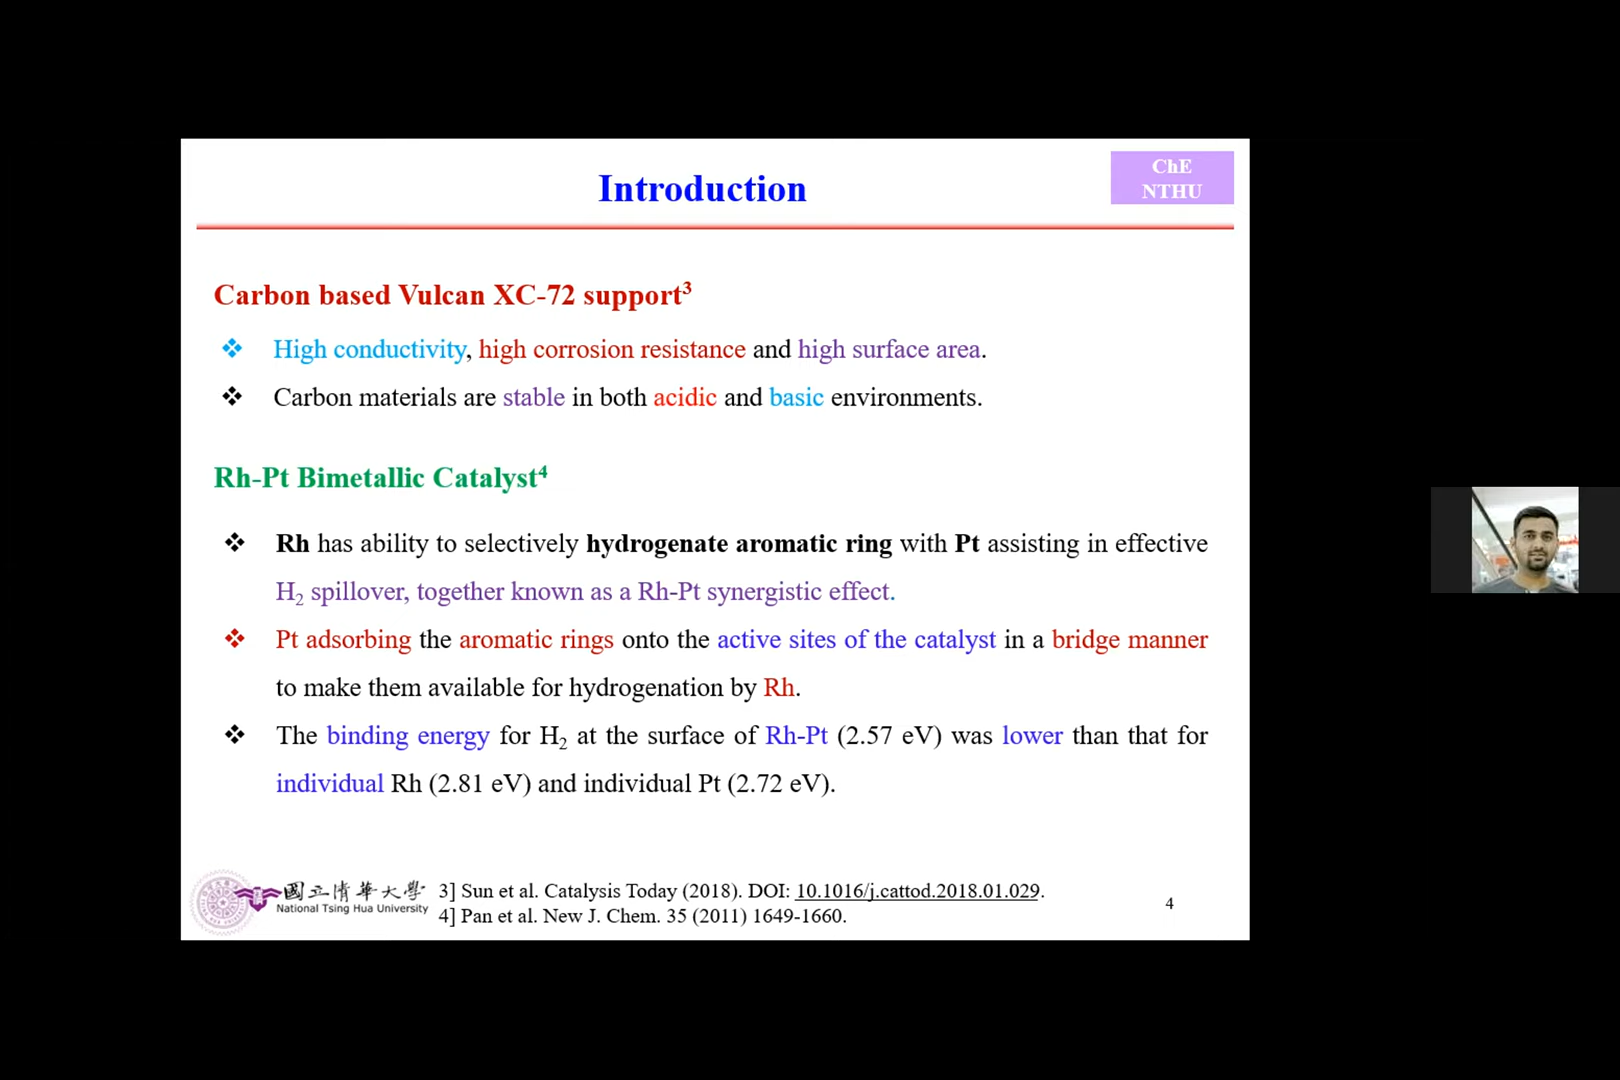 Introduction
ChE
NTHU
Carbon based Vulcan XC-72 support³
❖ High conductivity, high corrosion resistance and high surface area.
❖ Carbon materials are stable in both acidic and basic environments.
Rh-Pt Bimetallic Catalyst⁴
❖ Rh has ability to selectively hydrogenate aromatic ring with Pt assisting in effective
H₂ spillover, together known as a Rh-Pt synergistic effect.
❖ Pt adsorbing the aromatic rings onto the active sites of the catalyst in a bridge manner
to make them available for hydrogenation by Rh.
❖ The binding energy for H₂ at the surface of Rh-Pt (2.57 eV) was lower than that for
individual Rh (2.81 eV) and individual Pt (2.72 eV).
國立清華大學
National Tsing Hua University
3] Sun et al. Catalysis Today (2018). DOI: 10.1016/j.cattod.2018.01.029.
4] Pan et al. New J. Chem. 35 (2011) 1649-1660.
4